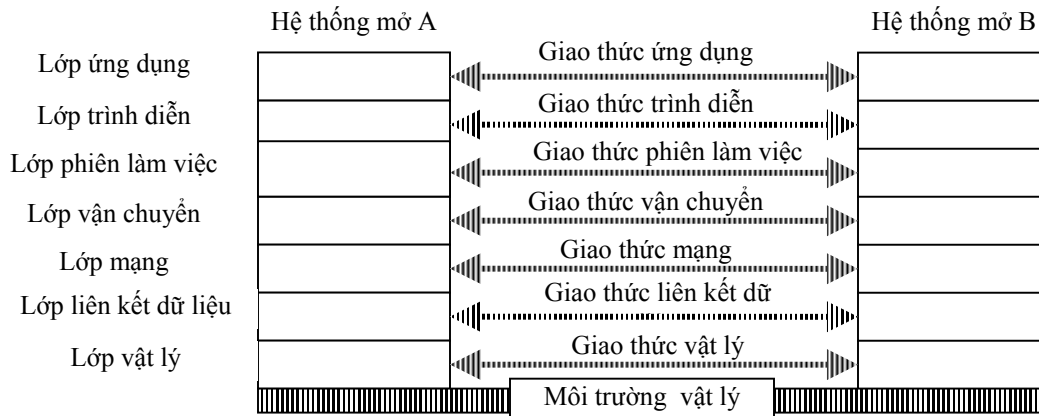 Hệ thống mở A
Hệ thống mở B
Lớp ứng dụng
Giao thức ứng dụng
Lớp trình diễn
Giao thức trình diễn
Lớp phiên làm việc
Giao thức phiên làm việc
Lớp vận chuyển
Giao thức vận chuyển
Lớp mạng
Giao thức mạng
Lớp liên kết dữ liệu
Giao thức liên kết dữ
Lớp vật lý
Giao thức vật lý
Môi trường vật lý